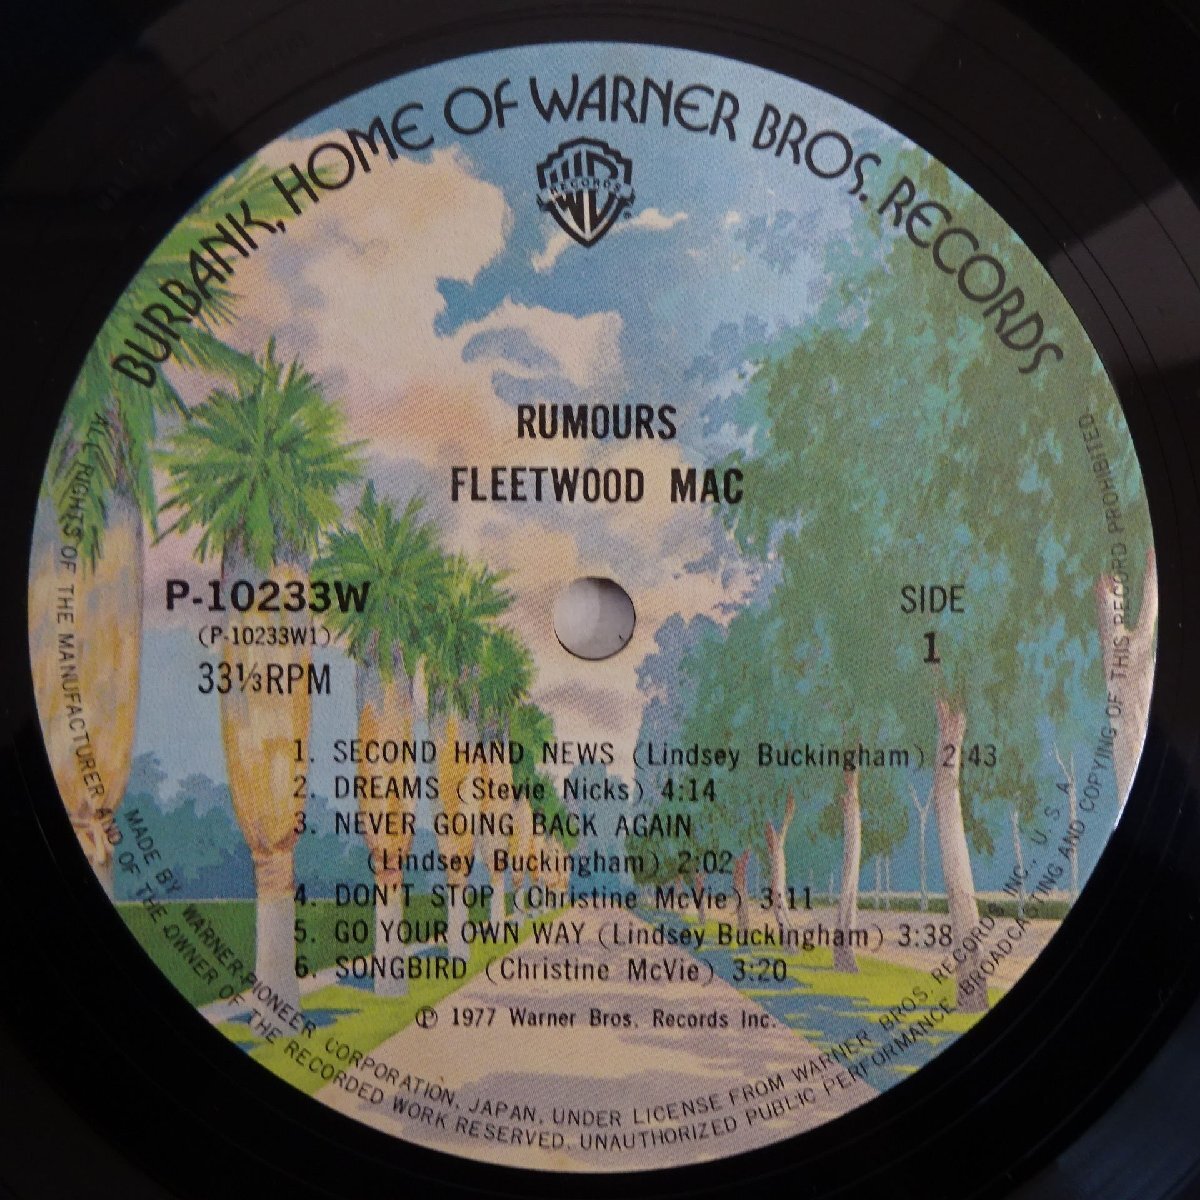 BURBANK, HOME OF WARNER BROS. RECORDS
WB
RECORDS
®
RUMOURS
FLEETWOOD MAC
P-10233W
(P-10233W1)
33⅓RPM
SIDE
1
1. SECOND HAND NEWS (Lindsey Buckingham) 2:43
2. DREAMS (Stevie Nicks) 4:14
3. NEVER GOING BACK AGAIN
(Lindsey Buckingham) 2:02
4. DON'T STOP (Christine McVie) 3:11
5. GO YOUR OWN WAY (Lindsey Buckingham) 3:38
6. SONGBIRD (Christine McVie) 3:20
℗ 1977 Warner Bros. Records Inc.
MADE BY WARNER-PIONEER CORPORATION, JAPAN, UNDER LICENSE FROM WARNER BROS. RECORDS INC., U.S.A.
ALL RIGHTS OF THE MANUFACTURER AND OF THE OWNER OF THE RECORDED WORK RESERVED. UNAUTHORIZED PUBLIC PERFORMANCE, BROADCASTING AND COPYING OF THIS RECORD PROHIBITED